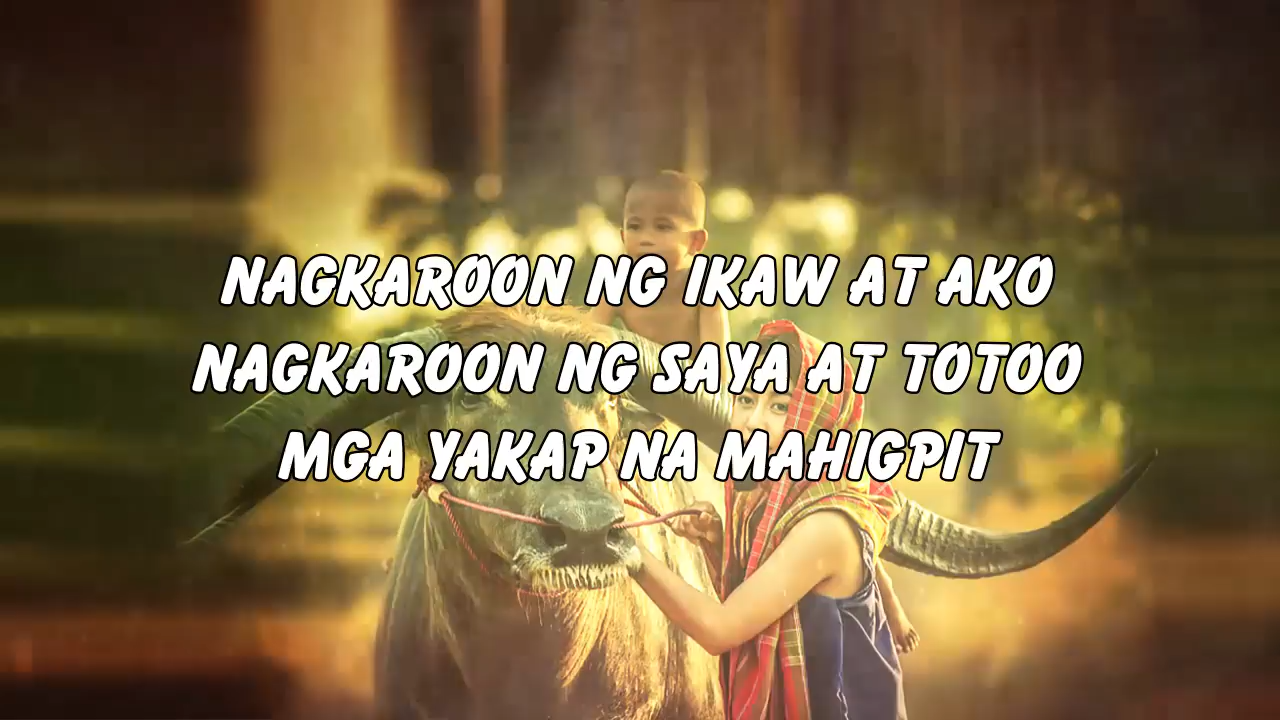 NAGKAROON NG IKAW AT AKO
NAGKAROON NG SAYA AT TOTOO
MGA YAKAP NA MAHIGPIT